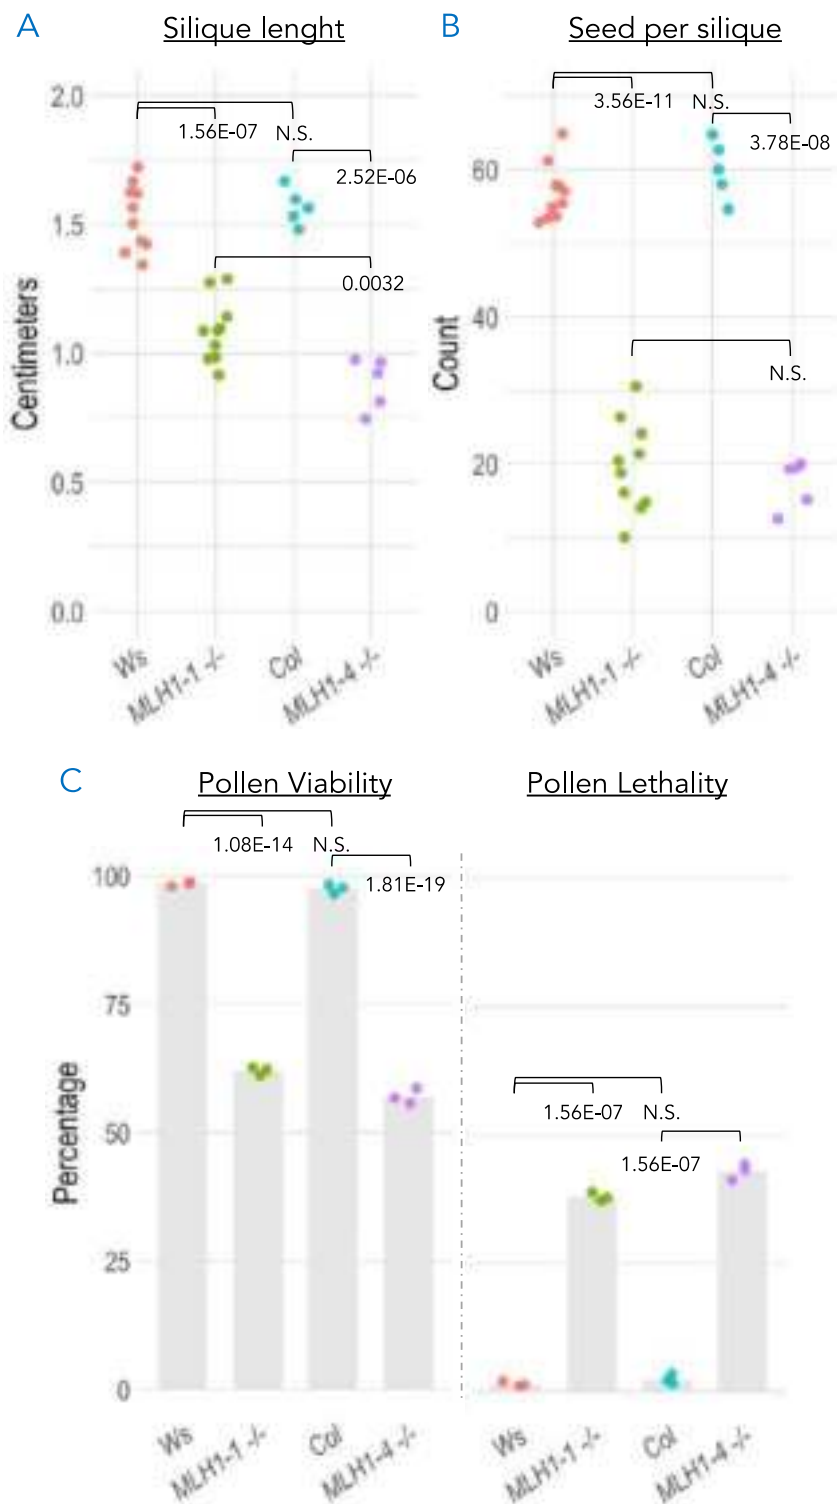 A
Silique lenght
B
Seed per silique
2.0
1.5
1.0
0.5
0.0
Centimeters
1.56E-07
N.S.
2.52E-06
0.0032
Ws
MLH1-1 -/-
Col
MLH1-4 -/-
60
40
20
0
Count
3.56E-11
N.S.
3.78E-08
N.S.
Ws
MLH1-1 -/-
Col
MLH1-4 -/-
C
Pollen Viability
Pollen Lethality
100
75
50
25
0
Percentage
1.08E-14
N.S.
1.81E-19
1.56E-07
N.S.
1.56E-07
Ws
MLH1-1 -/-
Col
MLH1-4 -/-
Ws
MLH1-1 -/-
Col
MLH1-4 -/-